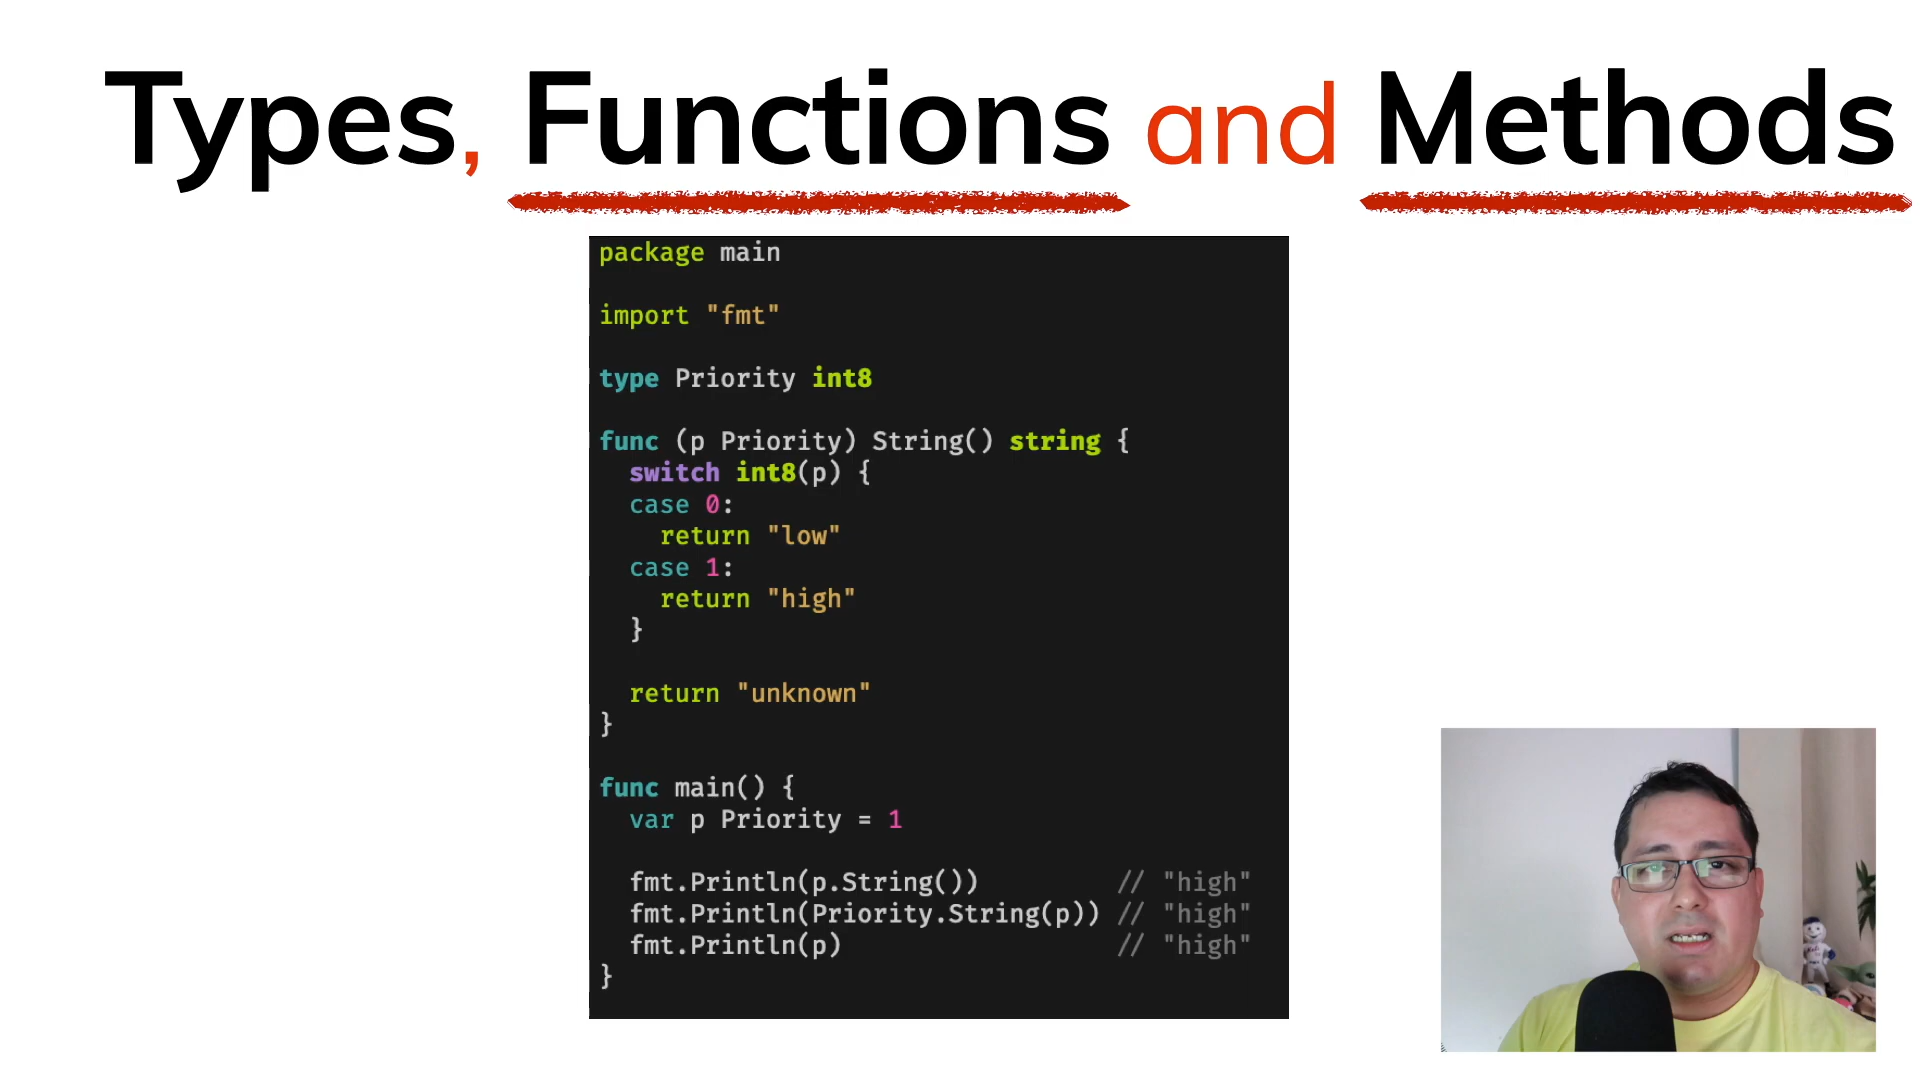 Types, Functions and Methods
package main
import "fmt"
type Priority int8
func (p Priority) String() string {
switch int8(p) {
case 0:
return "low"
case 1:
return "high"
}
return "unknown"
}
func main() {
var p Priority = 1
fmt.Println(p.String()) // "high"
fmt.Println(Priority.String(p)) // "high"
fmt.Println(p) // "high"
}